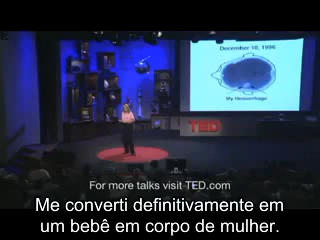 December 10, 1996
My Hemorrhage
TED
For more talks visit TED.com
Me converti definitivamente em
um bebê em corpo de mulher.